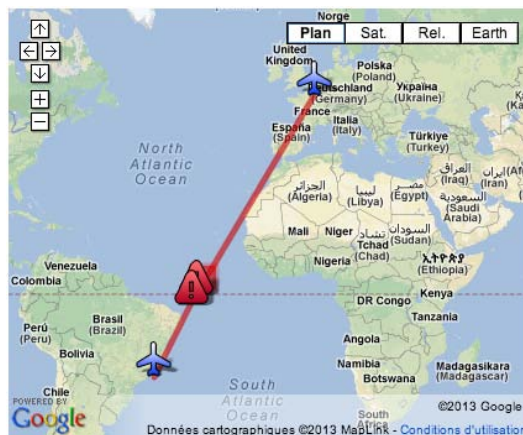 Norge
(Norway)
Plan
Sat.
Rel.
Earth
United
Kingdom
Polska
(Poland)
Deutschland
(Germany)
Україна
(Ukraine)
France
Italia
(Italy)
España
(Spain)
Türkiye
(Turkey)
North
Atlantic
Ocean
الجزائر
(Algeria)
ليبيا
(Libya)
مصر
(Egypt)
العراق
(Iraq)
ایران
(Iran)
السعودية
(Saudi
Arabia)
Mali
Niger
تشاد
(Chad)
السودان
(Sudan)
Nigeria
ኢትዮጵያ
(Ethiopia)
Venezuela
Colombia
DR Congo
Kenya
Tanzania
Perú
(Peru)
Brasil
(Brazil)
Bolivia
Angola
Namibia
Botswana
Madagasikara
(Madagascar)
Chile
South
Atlantic
South
Africa
POWERED BY
Google
©2013 Google
Données cartographiques ©2013 MapLink - Conditions d'utilisation